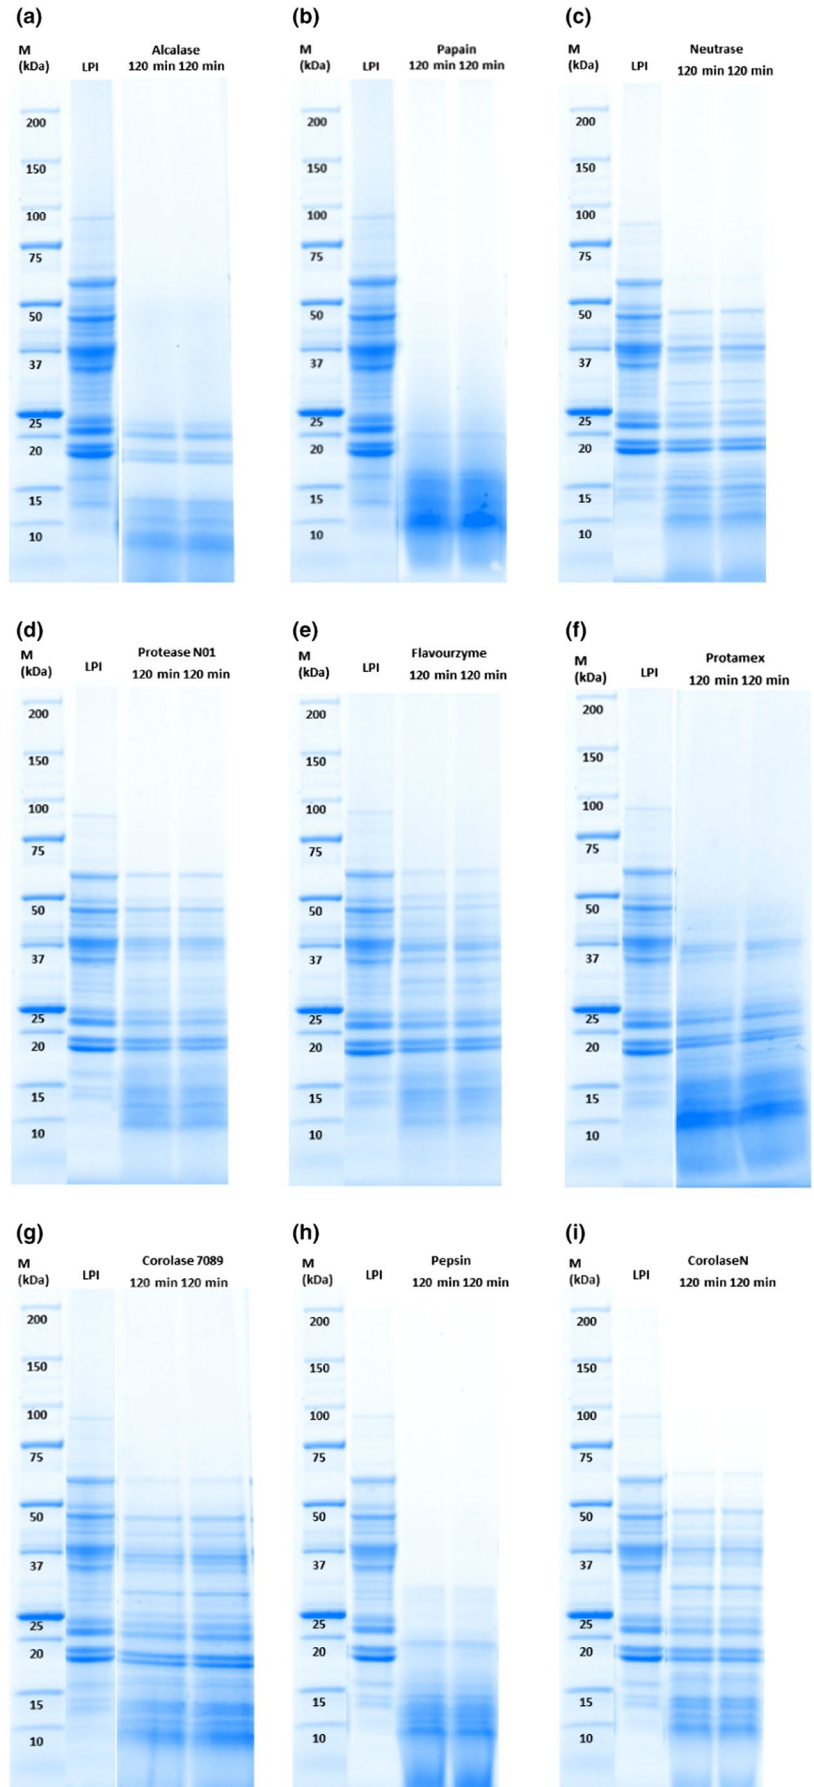 (a)
M
(kDa)
LPI
Alcalase
120 min 120 min
200
150
100
75
50
37
25
20
15
10
(b)
M
(kDa)
LPI
Papain
120 min 120 min
200
150
100
75
50
37
25
20
15
10
(c)
M
(kDa)
LPI
Neutrase
120 min 120 min
200
150
100
75
50
37
25
20
15
10
(d)
M
(kDa)
LPI
Protease N01
120 min 120 min
200
150
100
75
50
37
25
20
15
10
(e)
M
(kDa)
LPI
Flavourzyme
120 min 120 min
200
150
100
75
50
37
25
20
15
10
(f)
M
(kDa)
LPI
Protamex
120 min 120 min
200
150
100
75
50
37
25
20
15
10
(g)
M
(kDa)
LPI
Corolase 7089
120 min 120 min
200
150
100
75
50
37
25
20
15
10
(h)
M
(kDa)
LPI
Pepsin
120 min 120 min
200
150
100
75
50
37
25
20
15
10
(i)
M
(kDa)
LPI
CorolaseN
120 min 120 min
200
150
100
75
50
37
25
20
15
10